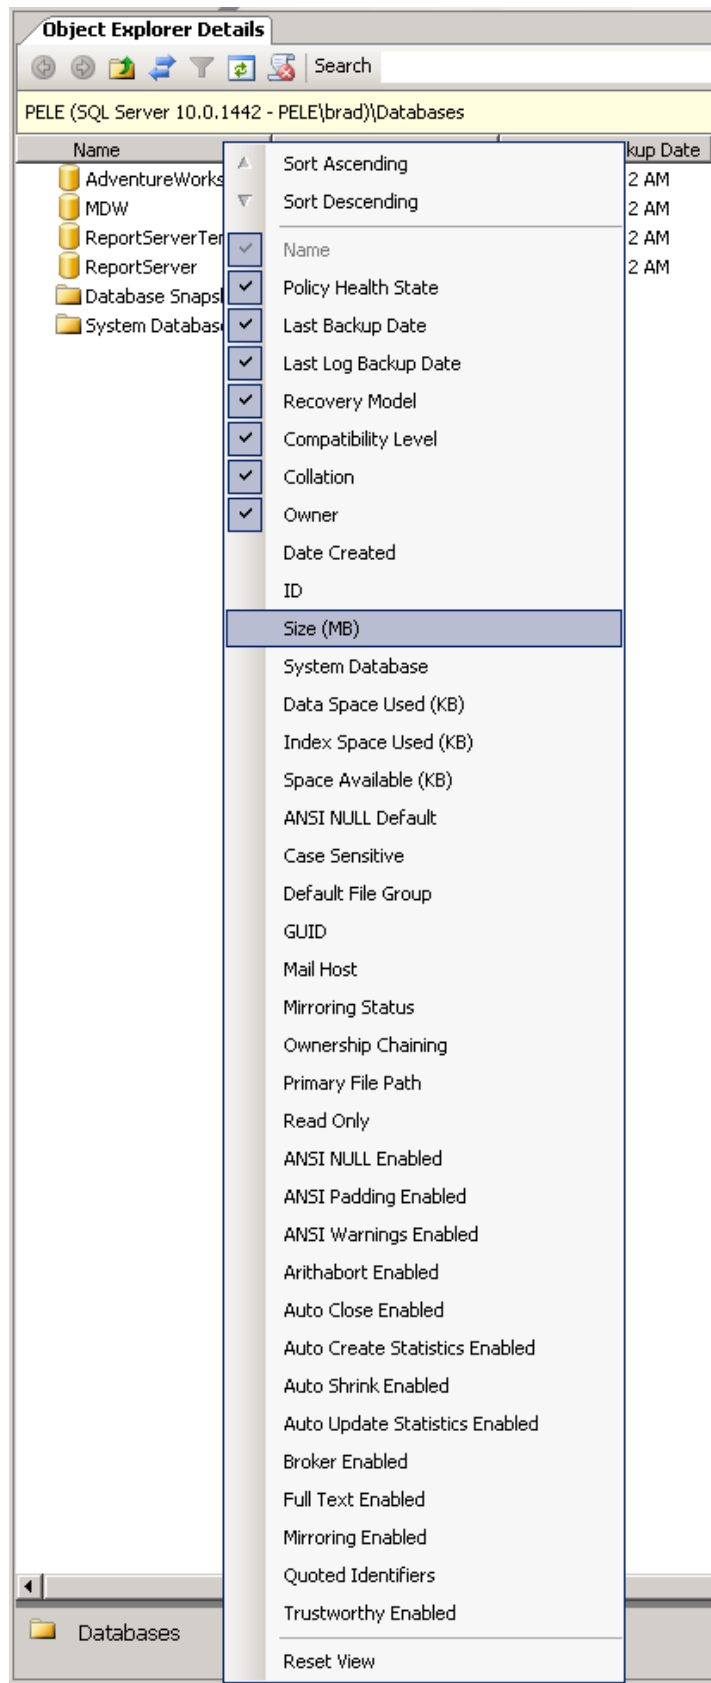 Object Explorer Details
Search
PELE (SQL Server 10.0.1442 - PELE\brad)\Databases
Name
kup Date
AdventureWorks
2 AM
MDW
2 AM
ReportServerTer
2 AM
ReportServer
2 AM
Database Snapsl
System Databas
Sort Ascending
Sort Descending
Name
Policy Health State
Last Backup Date
Last Log Backup Date
Recovery Model
Compatibility Level
Collation
Owner
Date Created
ID
Size (MB)
System Database
Data Space Used (KB)
Index Space Used (KB)
Space Available (KB)
ANSI NULL Default
Case Sensitive
Default File Group
GUID
Mail Host
Mirroring Status
Ownership Chaining
Primary File Path
Read Only
ANSI NULL Enabled
ANSI Padding Enabled
ANSI Warnings Enabled
Arithabort Enabled
Auto Close Enabled
Auto Create Statistics Enabled
Auto Shrink Enabled
Auto Update Statistics Enabled
Broker Enabled
Full Text Enabled
Mirroring Enabled
Quoted Identifiers
Trustworthy Enabled
Reset View
Databases